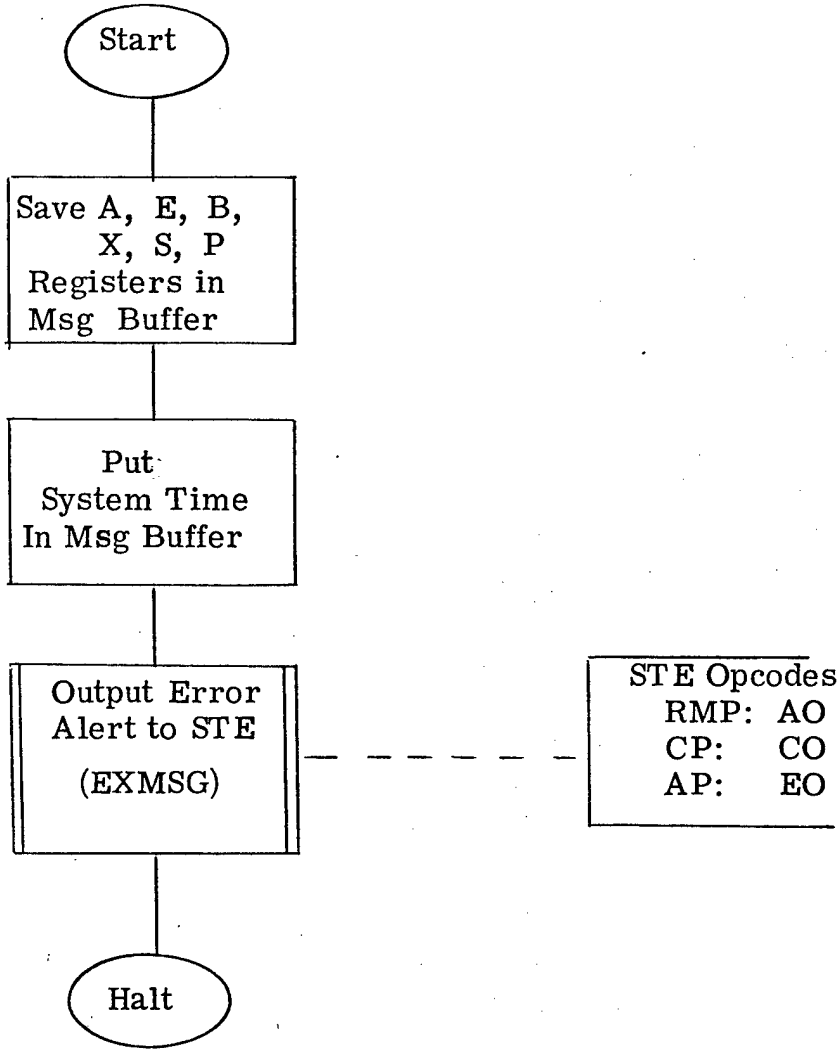 Start
Save A, E, B,
X, S, P
Registers in
Msg Buffer
Put
System Time
In Msg Buffer
Output Error
Alert to STE
(EXMSG)
STE Opcodes
RMP: AO
CP: CO
AP: EO
Halt